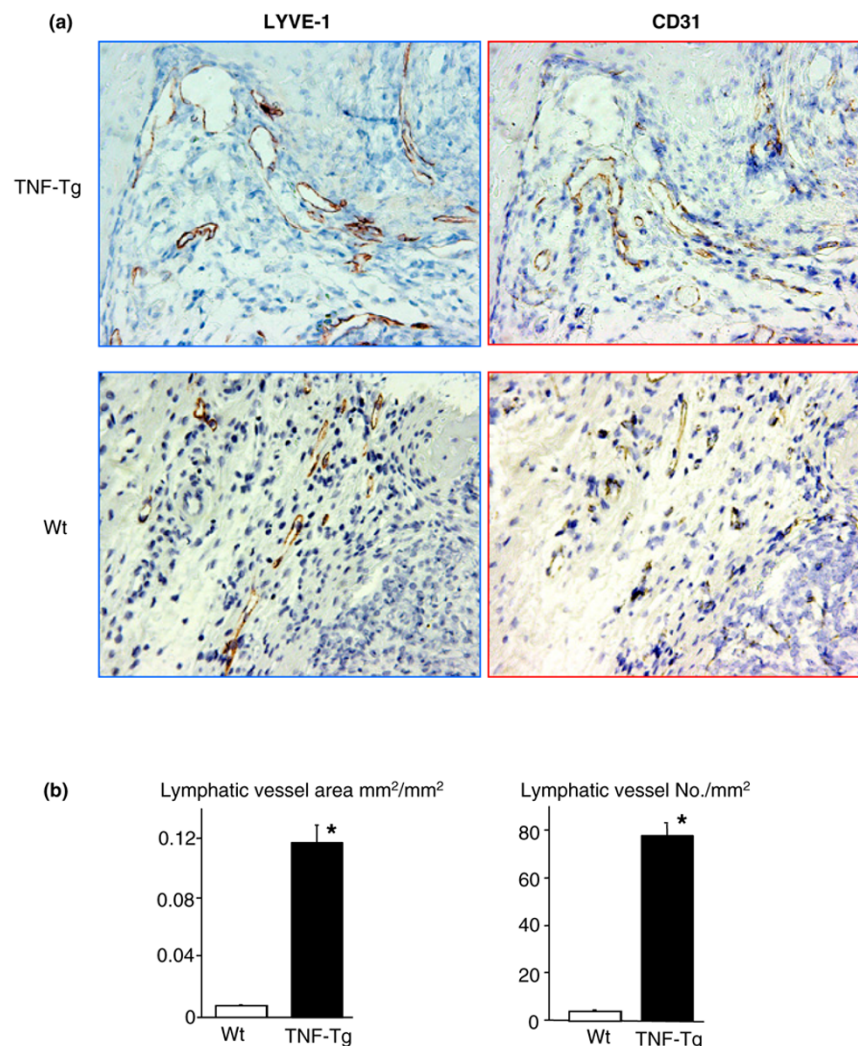 (a)
LYVE-1
CD31
TNF-Tg
Wt
(b)
Lymphatic vessel area mm²/mm²
0.12
0.08
0.04
0
*
Wt
TNF-Tg
Lymphatic vessel No./mm²
80
60
40
20
0
*
Wt
TNF-Tg